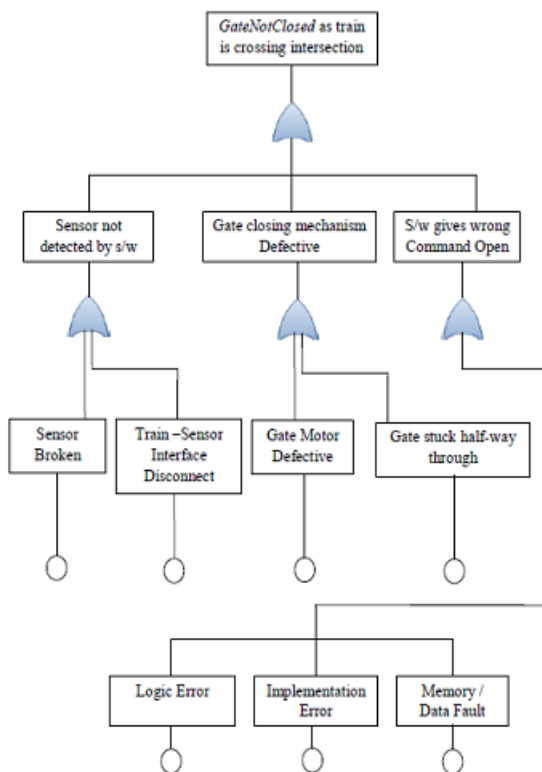 GateNotClosed as train
is crossing intersection
Sensor not
detected by s/w
Gate closing mechanism
Defective
S/w gives wrong
Command Open
Sensor
Broken
Train –Sensor
Interface
Disconnect
Gate Motor
Defective
Gate stuck half-way
through
Logic Error
Implementation
Error
Memory /
Data Fault